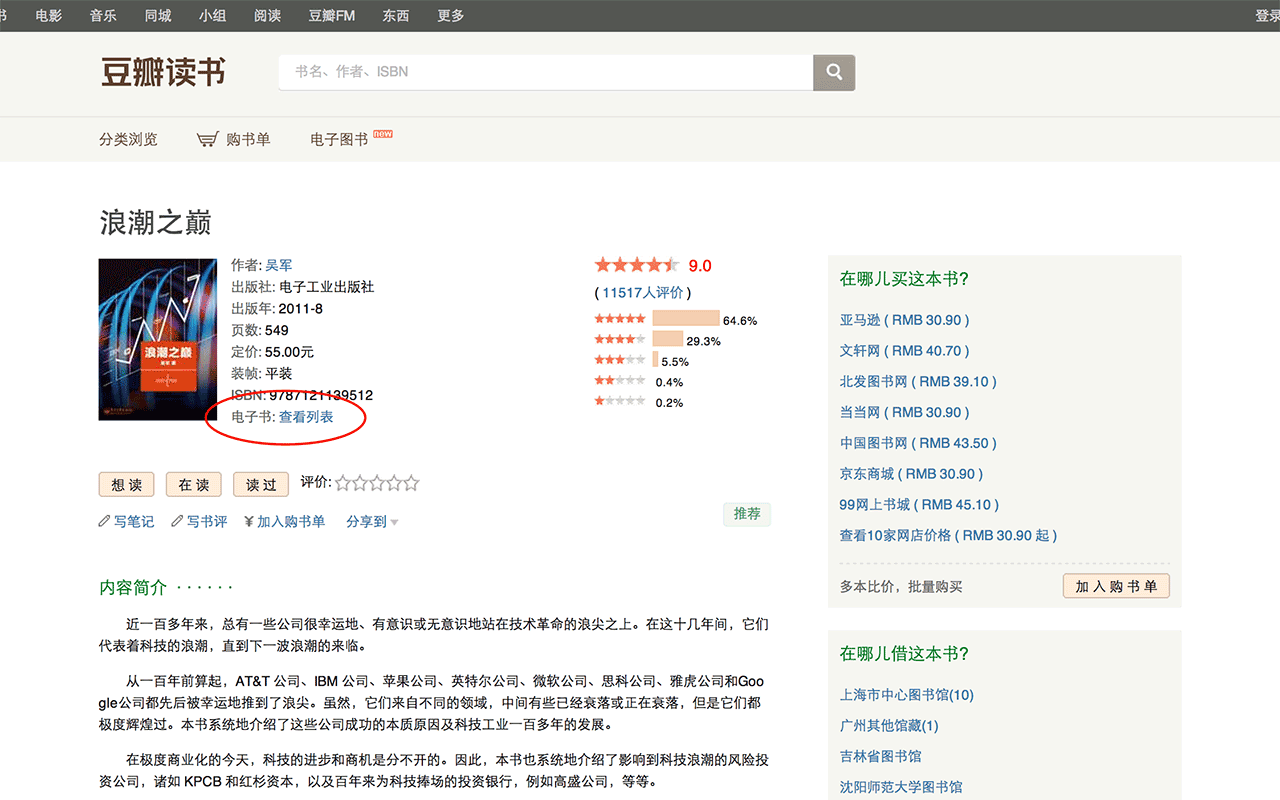 书 电影 音乐 同城 小组 阅读 豆瓣FM 东西 更多 登录
豆瓣读书 书名、作者、ISBN
分类浏览 购书单 电子图书 new
浪潮之巅
浪潮之巅
吴军 著
作者: 吴军
出版社: 电子工业出版社
出版年: 2011-8
页数: 549
定价: 55.00元
装帧: 平装
ISBN: 9787121139512
电子书: 查看列表
9.0
( 11517人评价 )
64.6%
29.3%
5.5%
0.4%
0.2%
想读 在读 读过 评价:
写笔记 写书评 ¥ 加入购书单 分享到
推荐
内容简介 · · · · · ·
近一百多年来，总有一些公司很幸运地、有意识或无意识地站在技术革命的浪尖之上。在这十几年间，它们
代表着科技的浪潮，直到下一波浪潮的来临。
从一百年前算起，AT&T 公司、IBM 公司、苹果公司、英特尔公司、微软公司、思科公司、雅虎公司和Goo
gle公司都先后被幸运地推到了浪尖。虽然，它们来自不同的领域，中间有些已经衰落或正在衰落，但是它们都
极度辉煌过。本书系统地介绍了这些公司成功的本质原因及科技工业一百多年的发展。
在极度商业化的今天，科技的进步和商机是分不开的。因此，本书也系统地介绍了影响到科技浪潮的风险投
资公司，诸如 KPCB 和红杉资本，以及百年来为科技捧场的投资银行，例如高盛公司，等等。
在哪儿买这本书?
亚马逊 ( RMB 30.90 )
文轩网 ( RMB 40.70 )
北发图书网 ( RMB 39.10 )
当当网 ( RMB 30.90 )
中国图书网 ( RMB 43.50 )
京东商城 ( RMB 30.90 )
99网上书城 ( RMB 45.10 )
查看10家网店价格 ( RMB 30.90 起 )
多本比价，批量购买 加入购书单
在哪儿借这本书?
上海市中心图书馆(10)
广州其他馆藏(1)
吉林省图书馆
沈阳师范大学图书馆